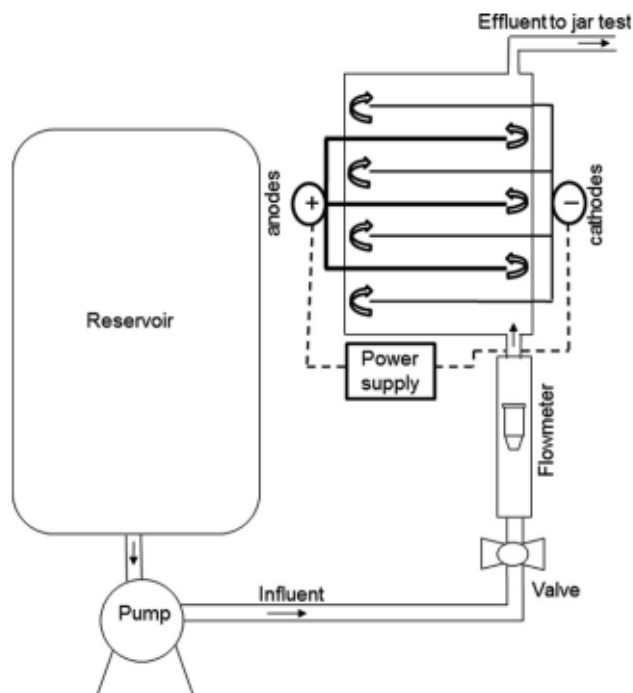 Effluent to jar test
anodes
+
−
cathodes
Reservoir
Power
supply
Flowmeter
Influent
Valve
Pump